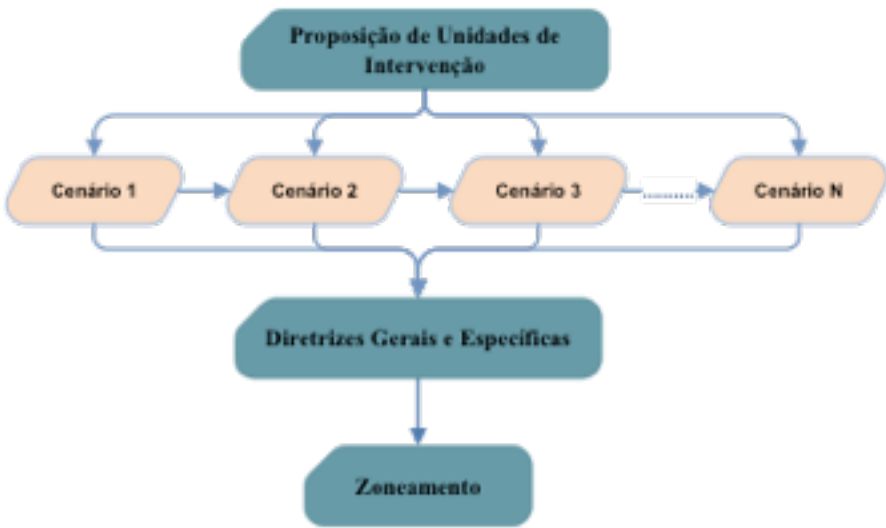 Proposição de Unidades de
Intervenção
Cenário 1
Cenário 2
Cenário 3
..........
Cenário N
Diretrizes Gerais e Específicas
Zoneamento